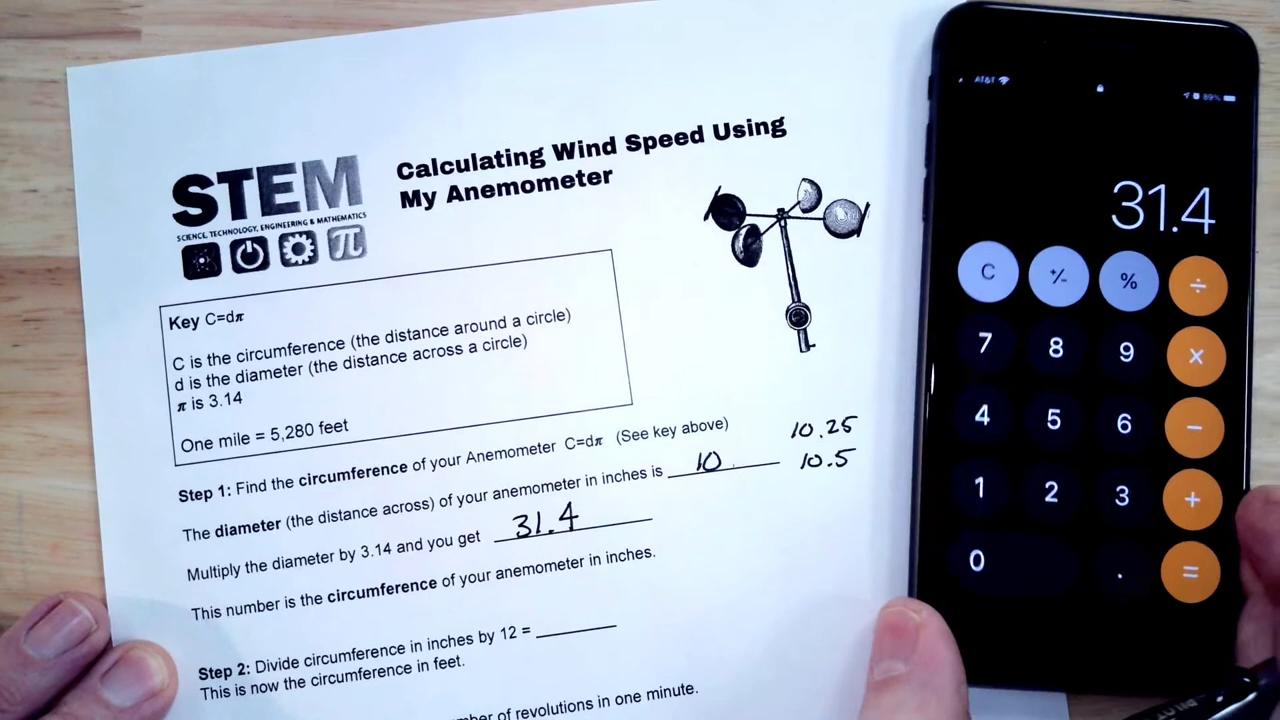 STEM
SCIENCE, TECHNOLOGY, ENGINEERING & MATHEMATICS
π
Calculating Wind Speed Using
My Anemometer
Key C=dπ
C is the circumference (the distance around a circle)
d is the diameter (the distance across a circle)
π is 3.14
One mile = 5,280 feet
Step 1: Find the circumference of your Anemometer C=dπ (See key above)
10.25
The diameter (the distance across) of your anemometer in inches is 10
10.5
Multiply the diameter by 3.14 and you get 31.4
This number is the circumference of your anemometer in inches.
Step 2: Divide circumference in inches by 12 = ________
This is now the circumference in feet.
of revolutions in one minute.
AT&T
89%
31.4
C +/- % ÷
7 8 9 ×
4 5 6 −
1 2 3 +
0 . =